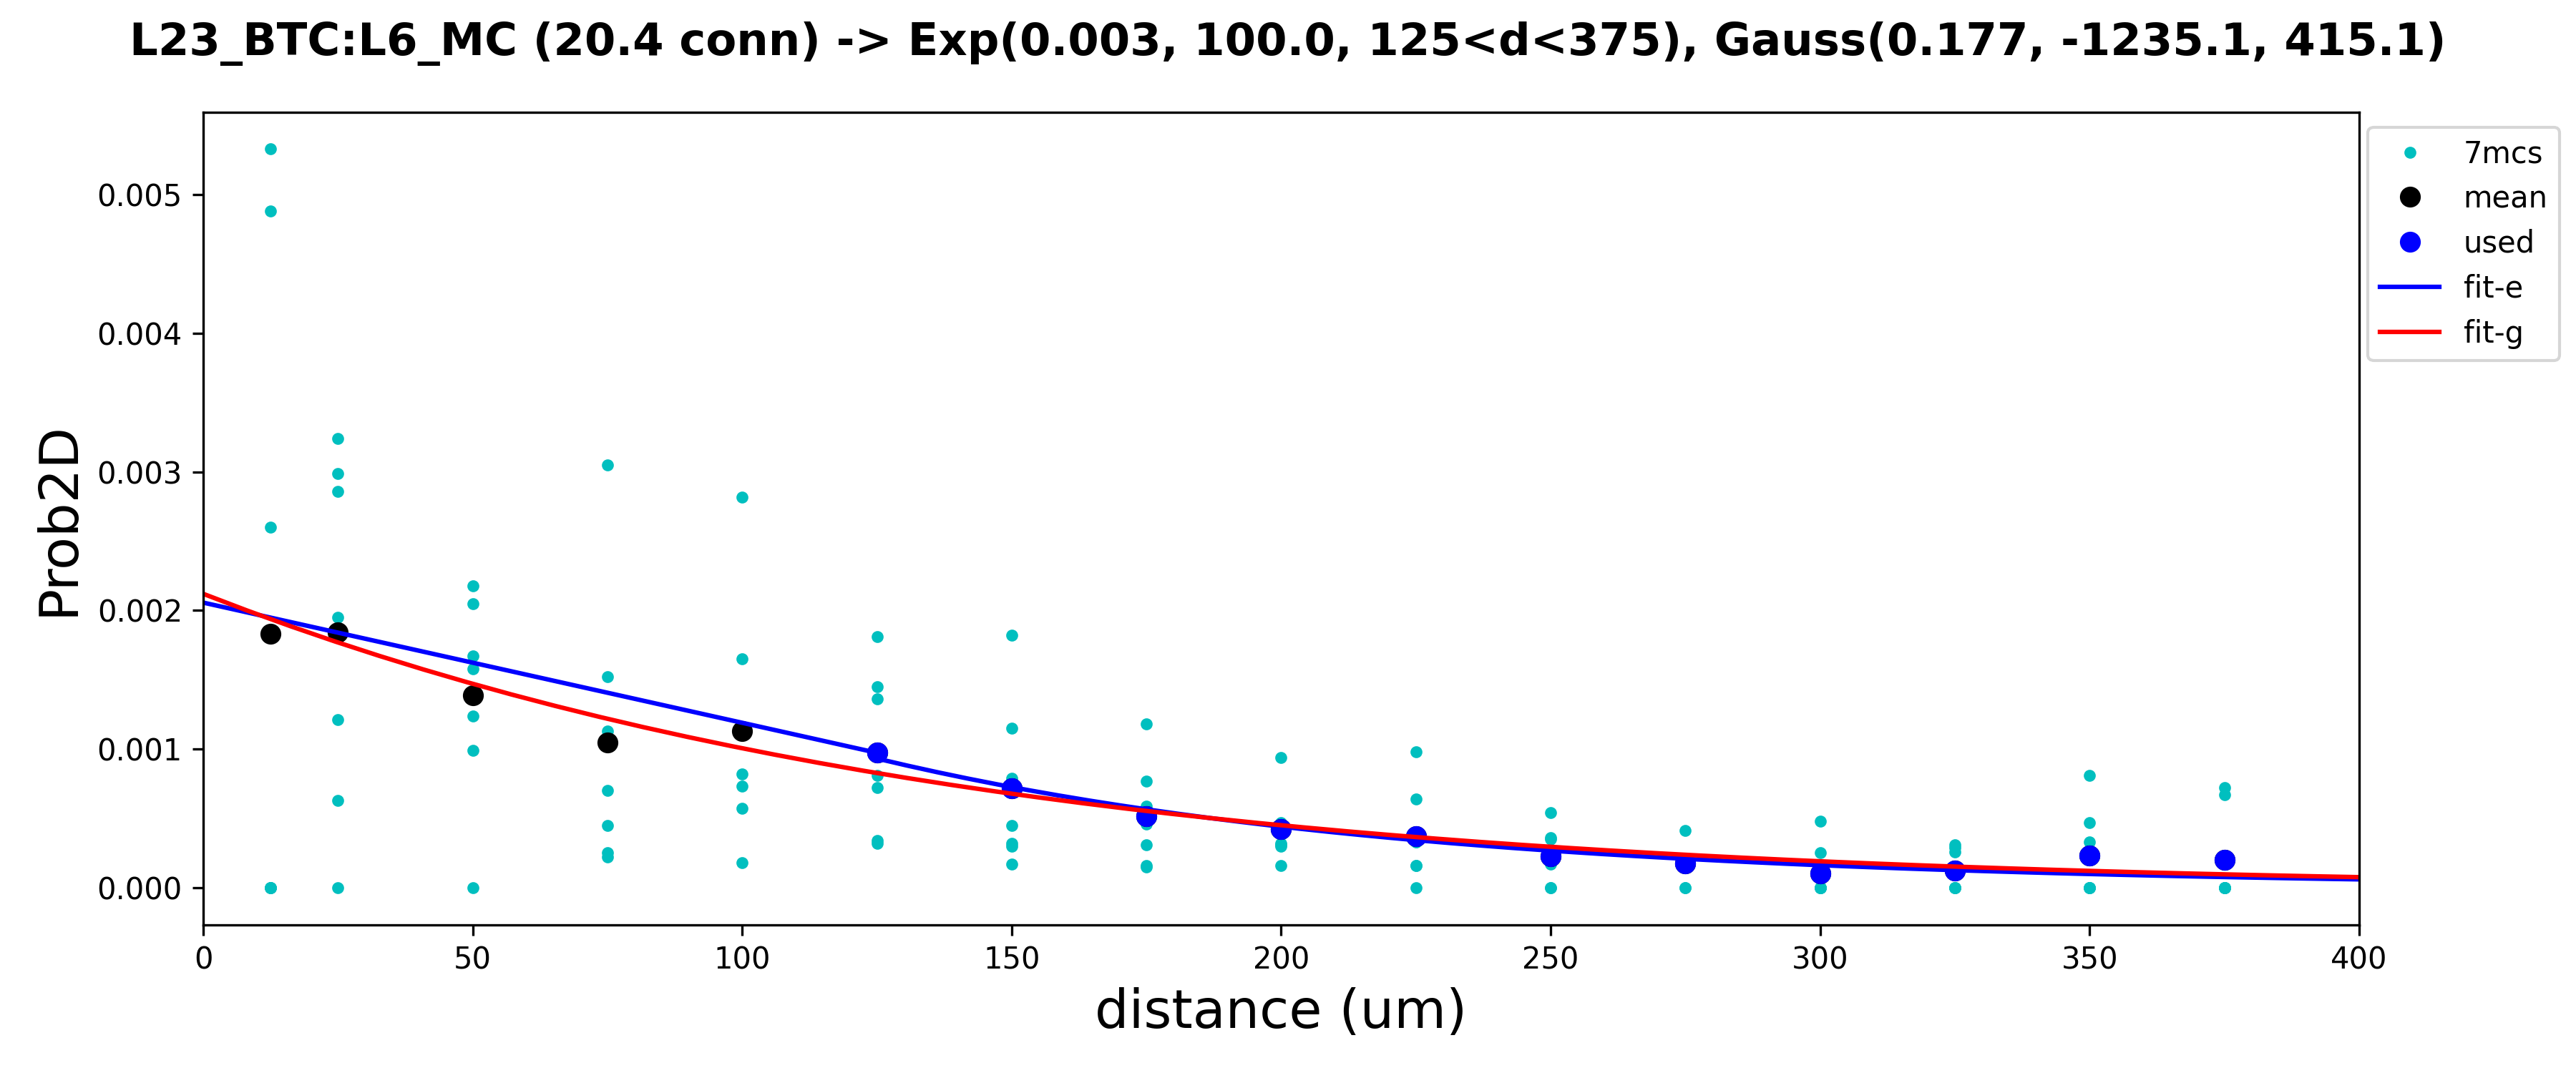 L23_BTC:L6_MC (20.4 conn) -> Exp(0.003, 100.0, 125<d<375), Gauss(0.177, -1235.1, 415.1)
7mcs
mean
used
fit-e
fit-g
Prob2D
0.005
0.004
0.003
0.002
0.001
0.000
0 50 100 150 200 250 300 350 400
distance (um)